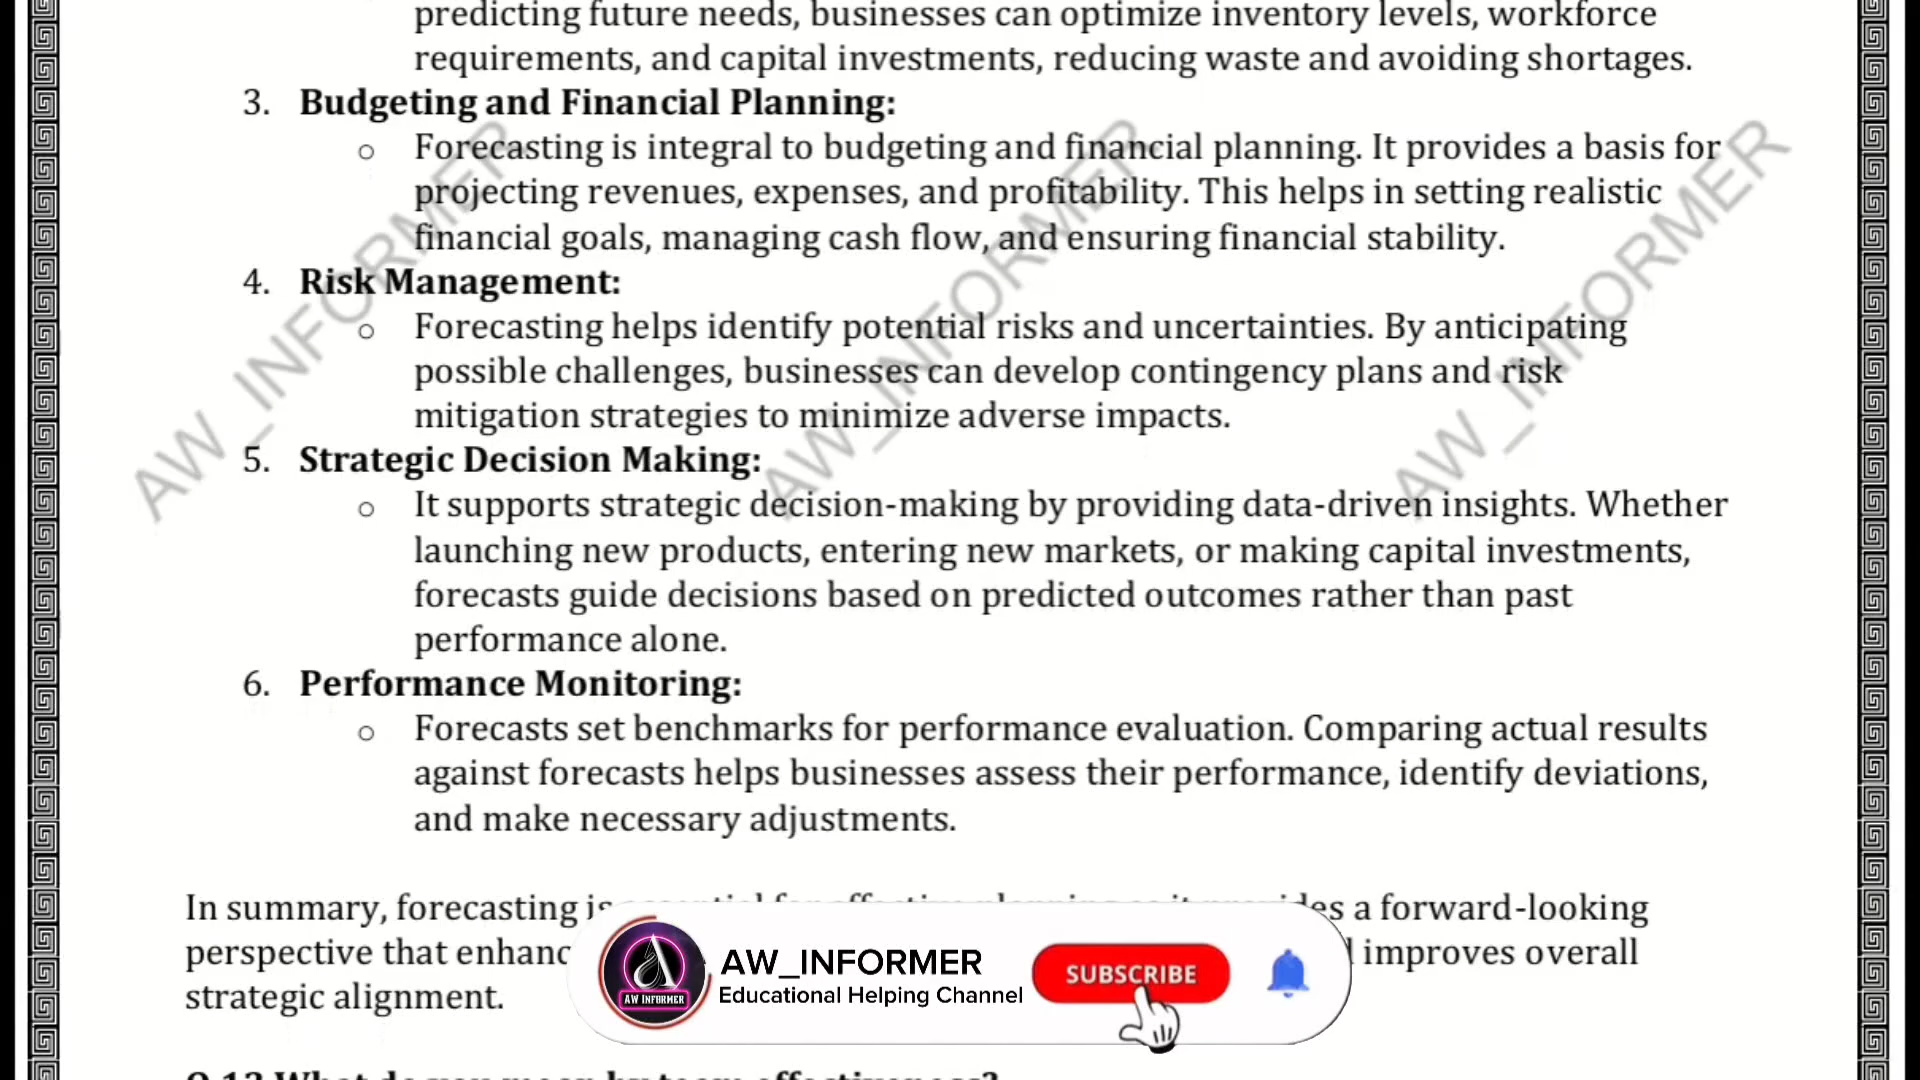 predicting future needs, businesses can optimize inventory levels, workforce
requirements, and capital investments, reducing waste and avoiding shortages.
3. Budgeting and Financial Planning:
o Forecasting is integral to budgeting and financial planning. It provides a basis for
projecting revenues, expenses, and profitability. This helps in setting realistic
financial goals, managing cash flow, and ensuring financial stability.
4. Risk Management:
o Forecasting helps identify potential risks and uncertainties. By anticipating
possible challenges, businesses can develop contingency plans and risk
mitigation strategies to minimize adverse impacts.
5. Strategic Decision Making:
o It supports strategic decision-making by providing data-driven insights. Whether
launching new products, entering new markets, or making capital investments,
forecasts guide decisions based on predicted outcomes rather than past
performance alone.
6. Performance Monitoring:
o Forecasts set benchmarks for performance evaluation. Comparing actual results
against forecasts helps businesses assess their performance, identify deviations,
and make necessary adjustments.
In summary, forecasting is a forward-looking
perspective that improves overall
strategic alignment.
AW_INFORMER
AW_INFORMER
AW_INFORMER
AW INFORMER
AW_INFORMER
Educational Helping Channel
SUBSCRIBE
What do you mean by team effectiveness?